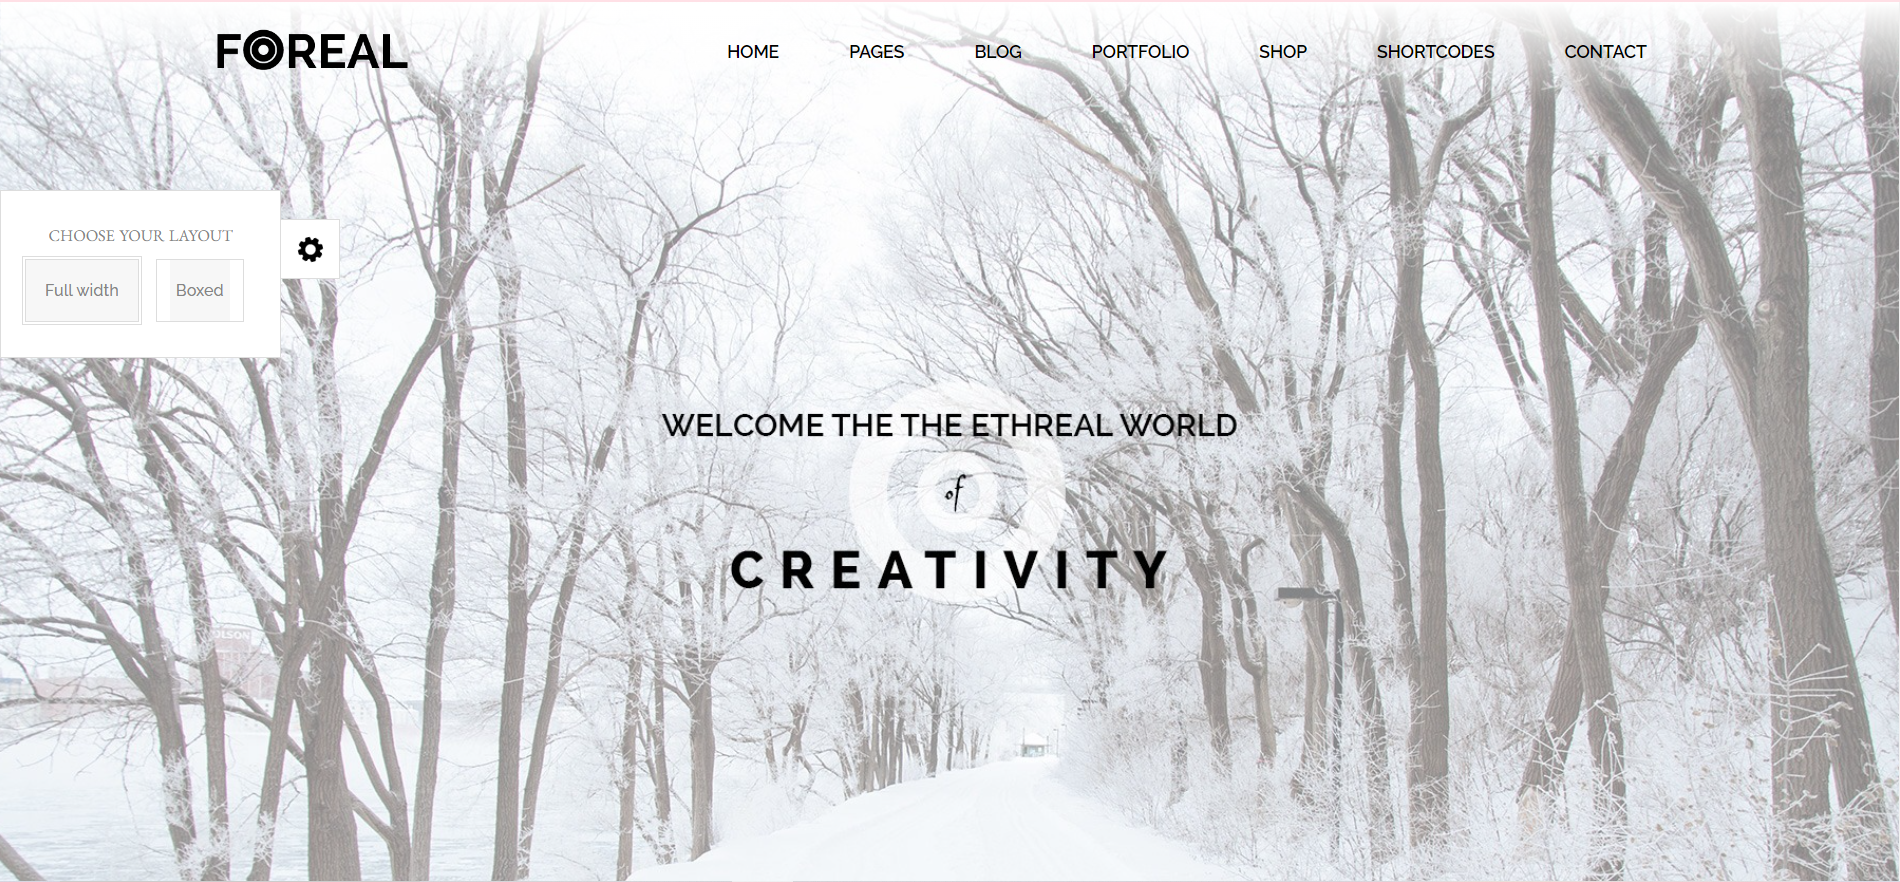 FOREAL
HOME PAGES BLOG PORTFOLIO SHOP SHORTCODES CONTACT
CHOOSE YOUR LAYOUT
Full width Boxed
WELCOME THE THE ETHREAL WORLD
of
CREATIVITY